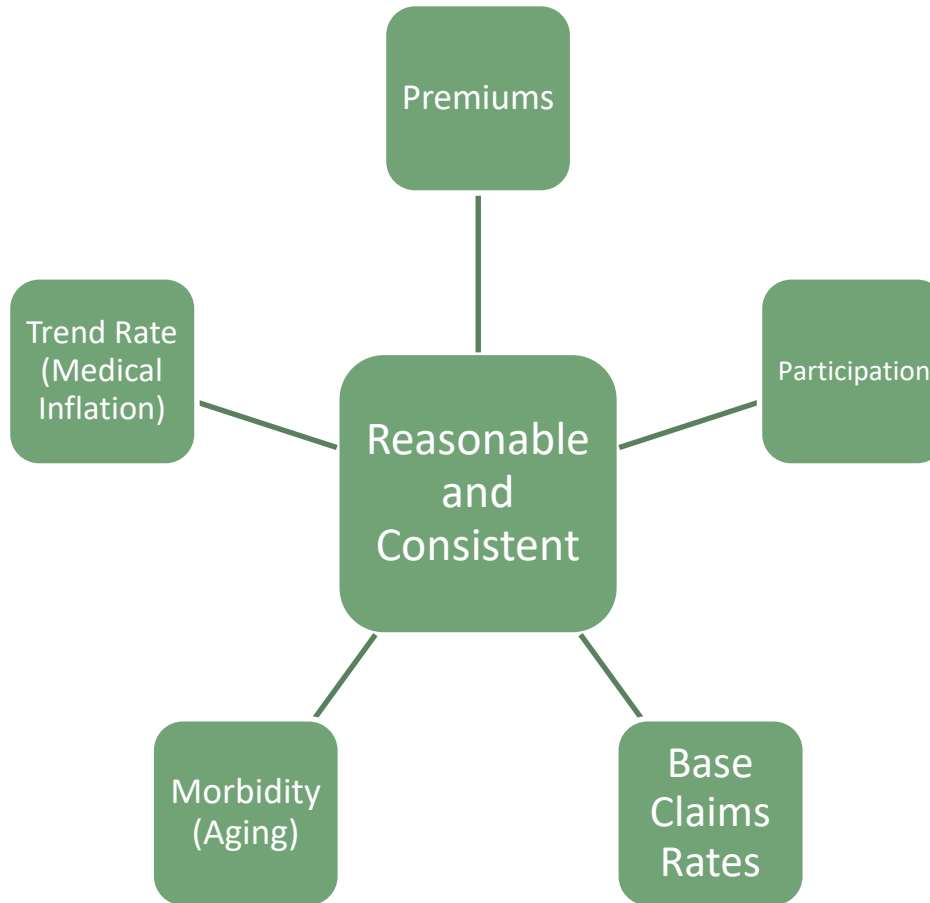 Premiums
Trend Rate
(Medical
Inflation)
Participation
Reasonable
and
Consistent
Morbidity
(Aging)
Base
Claims
Rates